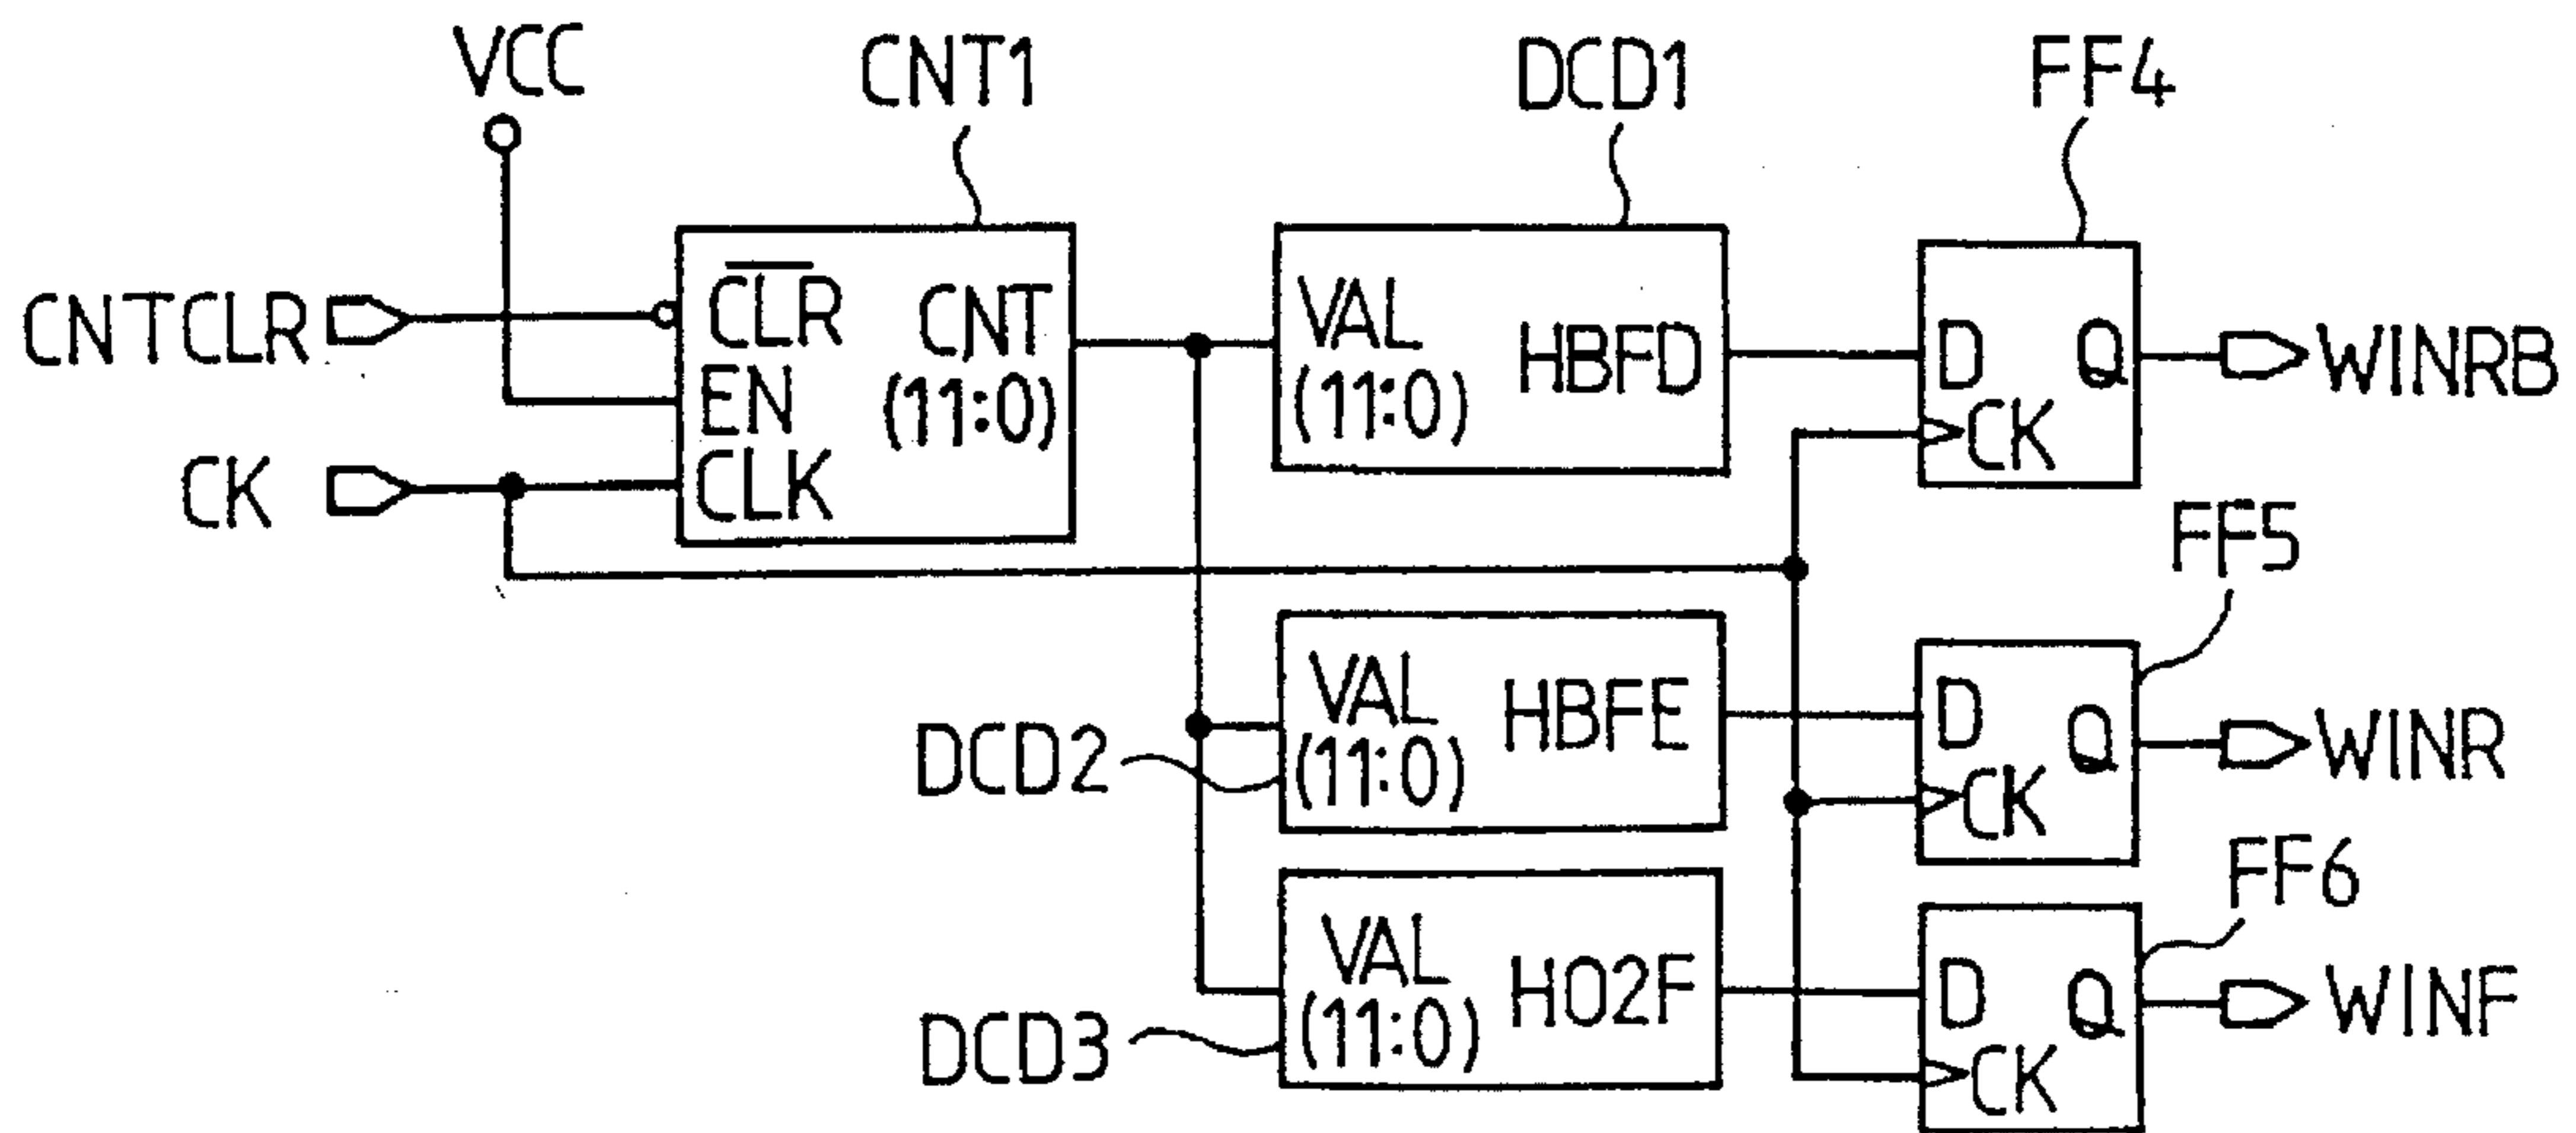 VCC
CNT1
DCD1
FF4
CNTCLR
CLR
EN
CLK
CNT
(11:0)
VAL
(11:0)
HBFD
D
Q
CK
WINRB
CK
FF5
DCD2
VAL
(11:0)
HBFE
D
Q
CK
WINR
FF6
DCD3
VAL
(11:0)
H02F
D
Q
CK
WINF